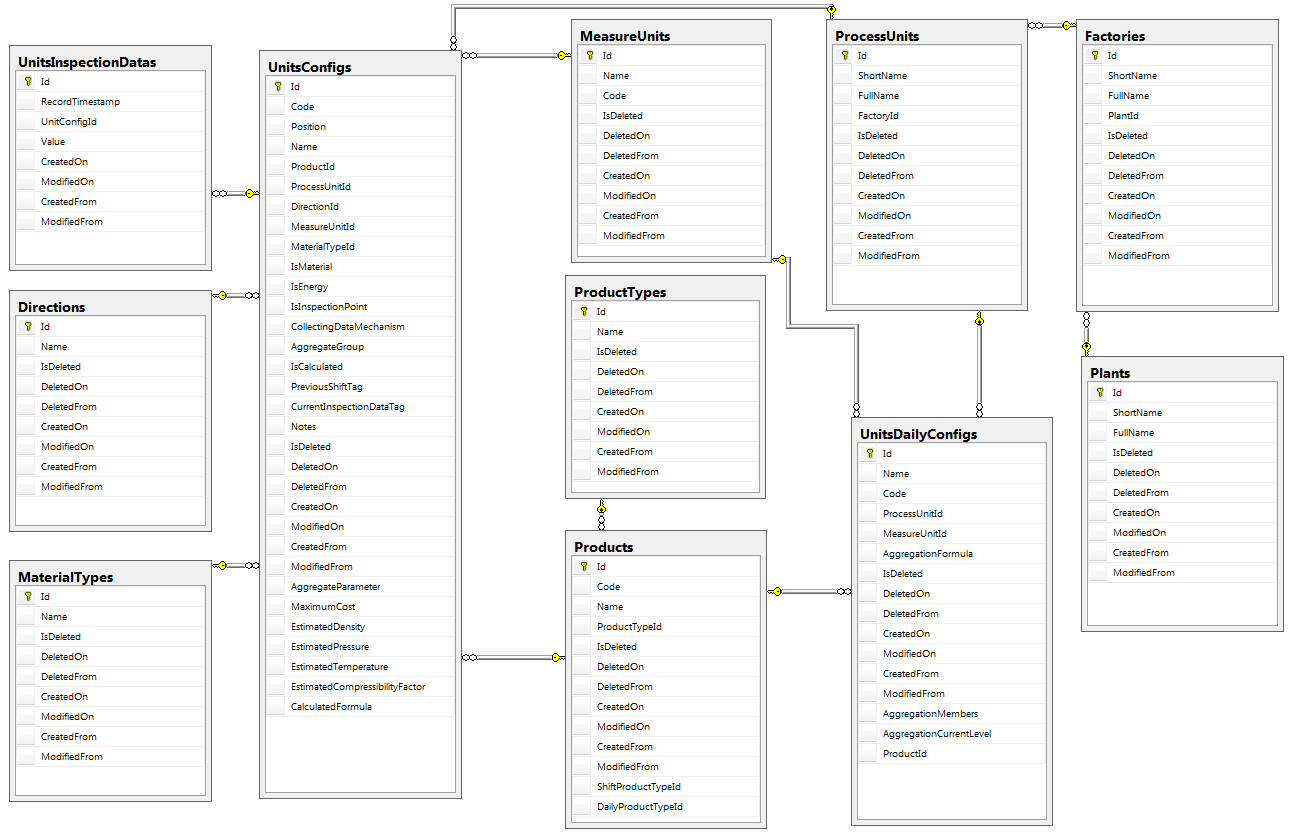 UnitsInspectionDatas
Id
RecordTimestamp
UnitConfigId
Value
CreatedOn
ModifiedOn
CreatedFrom
ModifiedFrom
Directions
Id
Name
IsDeleted
DeletedOn
DeletedFrom
CreatedOn
ModifiedOn
CreatedFrom
ModifiedFrom
MaterialTypes
Id
Name
IsDeleted
DeletedOn
DeletedFrom
CreatedOn
ModifiedOn
CreatedFrom
ModifiedFrom
UnitsConfigs
Id
Code
Position
Name
ProductId
ProcessUnitId
DirectionId
MeasureUnitId
MaterialTypeId
IsMaterial
IsEnergy
IsInspectionPoint
CollectingDataMechanism
AggregateGroup
IsCalculated
PreviousShiftTag
CurrentInspectionDataTag
Notes
IsDeleted
DeletedOn
DeletedFrom
CreatedOn
ModifiedOn
CreatedFrom
ModifiedFrom
AggregateParameter
MaximumCost
EstimatedDensity
EstimatedPressure
EstimatedTemperature
EstimatedCompressibilityFactor
CalculatedFormula
MeasureUnits
Id
Name
Code
IsDeleted
DeletedOn
DeletedFrom
CreatedOn
ModifiedOn
CreatedFrom
ModifiedFrom
ProductTypes
Id
Name
IsDeleted
DeletedOn
DeletedFrom
CreatedOn
ModifiedOn
CreatedFrom
ModifiedFrom
Products
Id
Code
Name
ProductTypeId
IsDeleted
DeletedOn
DeletedFrom
CreatedOn
ModifiedOn
CreatedFrom
ModifiedFrom
ShiftProductTypeId
DailyProductTypeId
ProcessUnits
Id
ShortName
FullName
FactoryId
IsDeleted
DeletedOn
DeletedFrom
CreatedOn
ModifiedOn
CreatedFrom
ModifiedFrom
UnitsDailyConfigs
Id
Name
Code
ProcessUnitId
MeasureUnitId
AggregationFormula
IsDeleted
DeletedOn
DeletedFrom
CreatedOn
ModifiedOn
CreatedFrom
ModifiedFrom
AggregationMembers
AggregationCurrentLevel
ProductId
Factories
Id
ShortName
FullName
PlantId
IsDeleted
DeletedOn
DeletedFrom
CreatedOn
ModifiedOn
CreatedFrom
ModifiedFrom
Plants
Id
ShortName
FullName
IsDeleted
DeletedOn
DeletedFrom
CreatedOn
ModifiedOn
CreatedFrom
ModifiedFrom